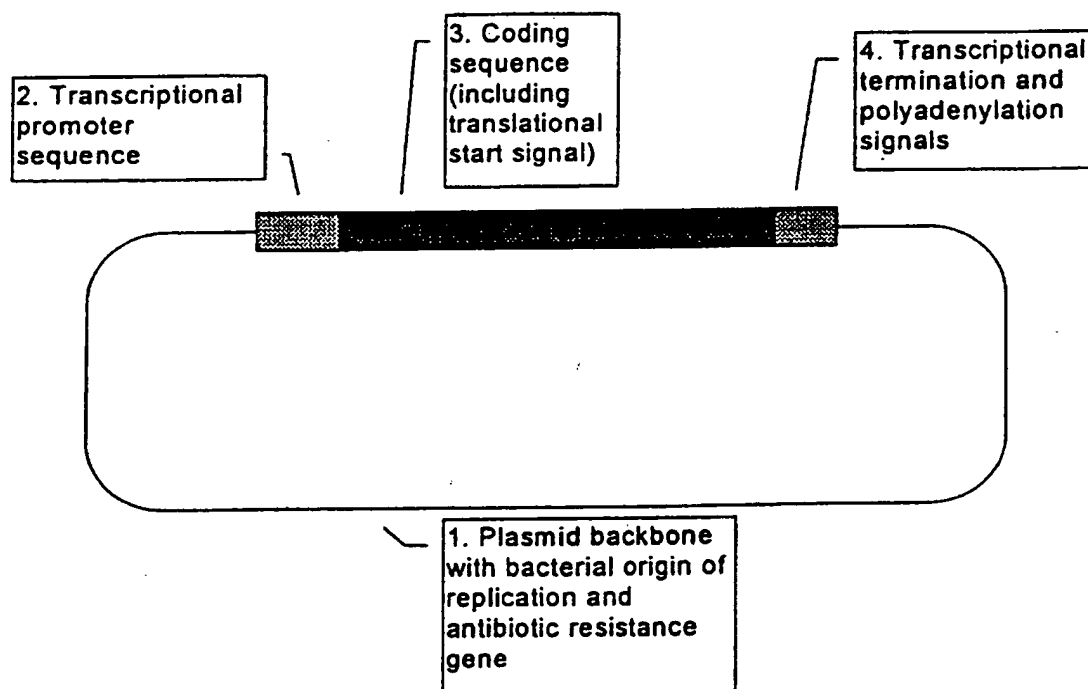 3. Coding
sequence
(including
translational
start signal)
4. Transcriptional
termination and
polyadenylation
signals
2. Transcriptional
promoter
sequence
1. Plasmid backbone
with bacterial origin of
replication and
antibiotic resistance
gene